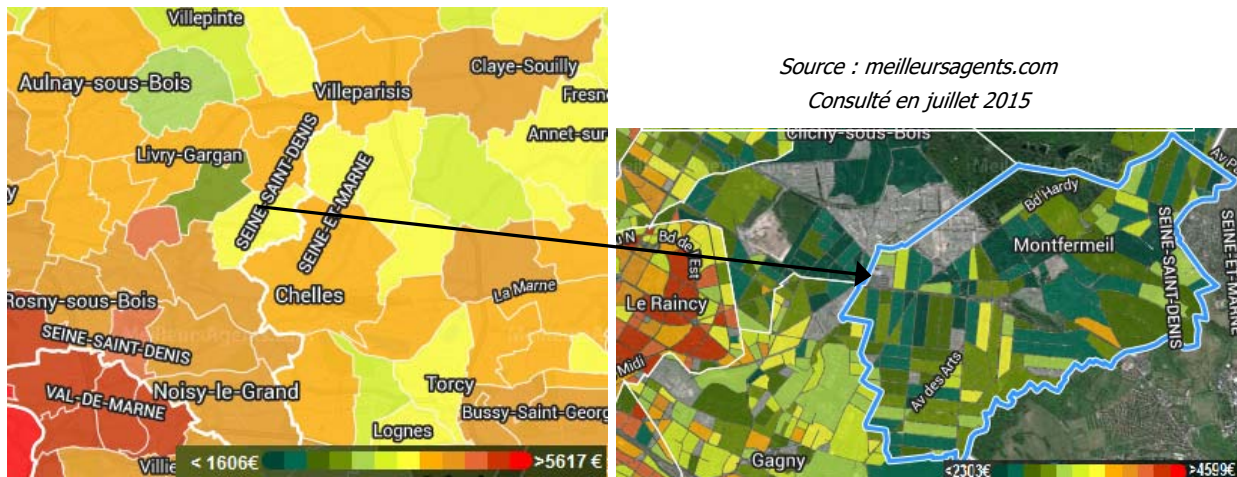 Villepinte
Aulnay-sous-Bois
Claye-Souilly
Villeparisis
Fresn
Annet-sur
Livry-Gargan
SEINE-SAINT-DENIS
SEINE-ET-MARNE
Chelles
La Marne
Rosny-sous-Bois
SEINE-SAINT-DENIS
VAL-DE-MARNE
Noisy-le-Grand
Torcy
Bussy-Saint-Georg
Lognes
Villie
< 1606€
>5617 €
Source : meilleursagents.com
Consulté en juillet 2015
Clichy-sous-Bois
Bd Hardy
Bd de l'Est
Montfermeil
SEINE-SAINT-DENIS
SEINE-ET-MARNE
Le Raincy
Midi
Av des Arts
Gagny
<2303€
>4599€